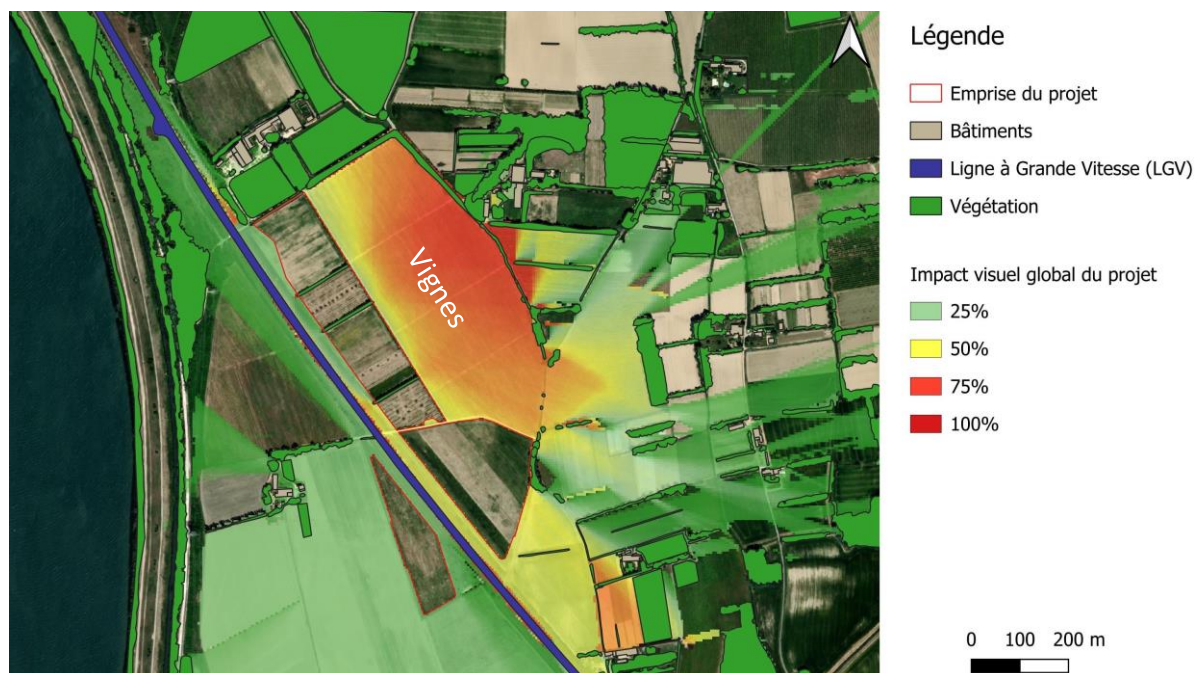 Vignes
Légende
Emprise du projet
Bâtiments
Ligne à Grande Vitesse (LGV)
Végétation
Impact visuel global du projet
25%
50%
75%
100%
0 100 200 m